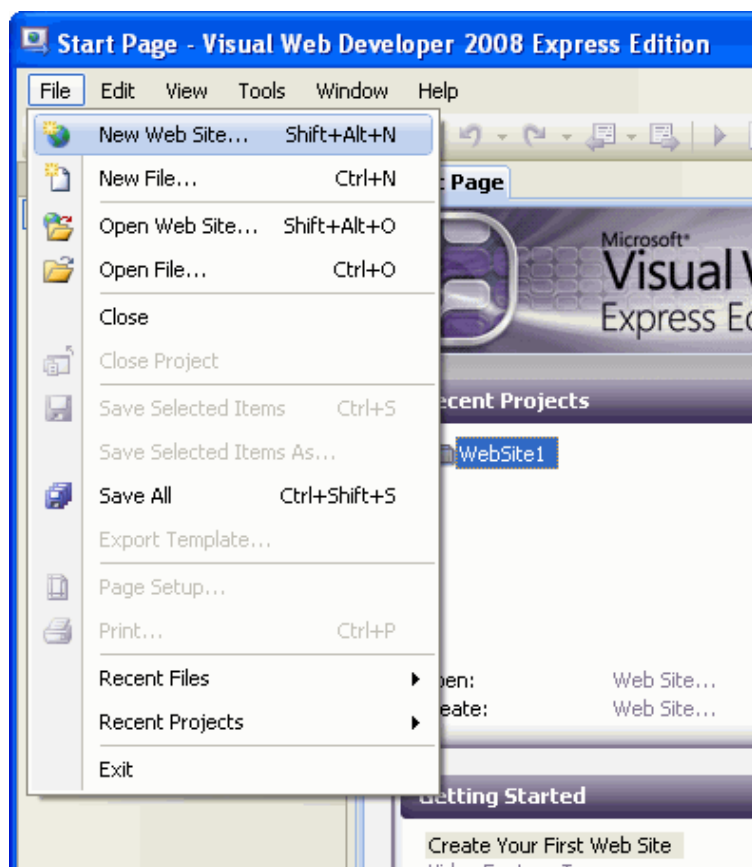 Start Page - Visual Web Developer 2008 Express Edition
File Edit View Tools Window Help
New Web Site... Shift+Alt+N
New File... Ctrl+N
Page
Open Web Site... Shift+Alt+O
Open File... Ctrl+O
Microsoft
Visual
Express
Close
Close Project
Save Selected Items Ctrl+S
ecent Projects
Save Selected Items As...
WebSite1
Save All Ctrl+Shift+S
Export Template...
Page Setup...
Print... Ctrl+P
Recent Files
pen: Web Site...
eate: Web Site...
Recent Projects
Exit
Getting Started
Create Your First Web Site